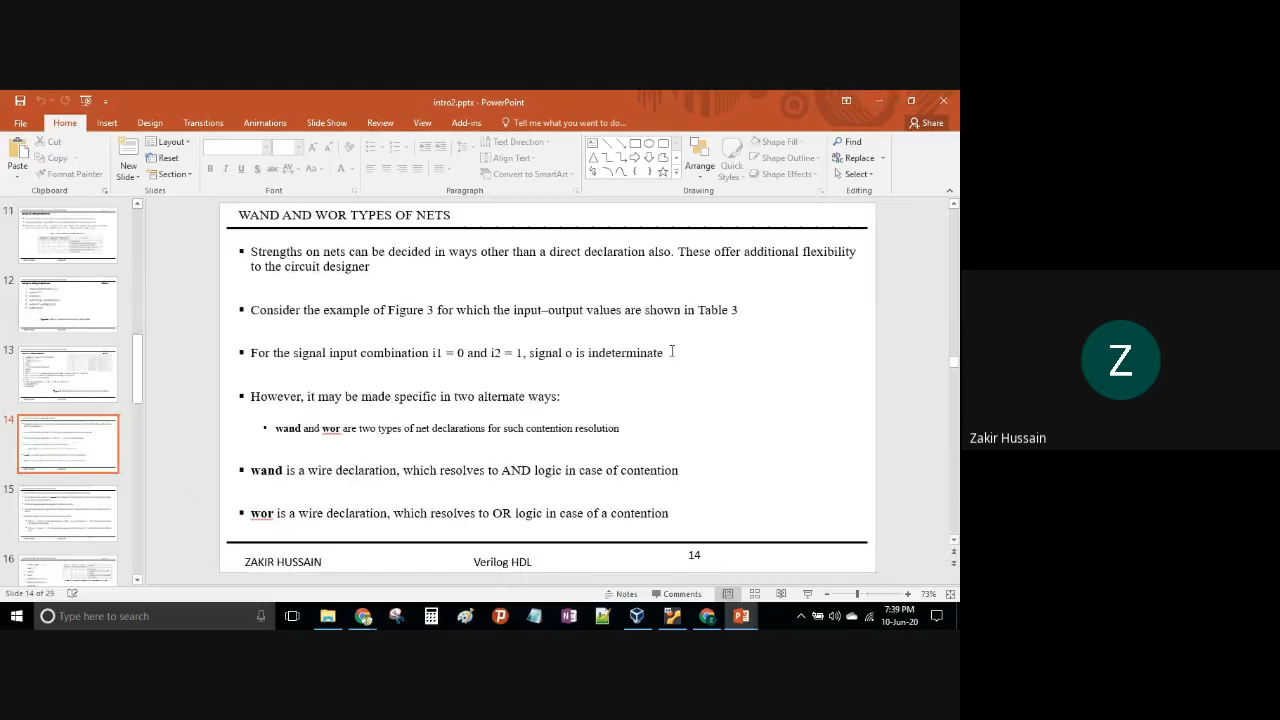 intro2.pptx - PowerPoint
File Home Insert Design Transitions Animations Slide Show Review View Add-ins Tell me what you want to do... Share
Paste
Cut
Copy
Format Painter
Clipboard
New
Slide
Layout
Reset
Section
Slides
Font
Text Direction
Align Text
Convert to SmartArt
Paragraph
Arrange
Quick
Styles
Shape Fill
Shape Outline
Shape Effects
Drawing
Find
Replace
Select
Editing
11
12
13
14
15
16
WAND AND WOR TYPES OF NETS
▪ Strengths on nets can be decided in ways other than a direct declaration also. These offer additional flexibility
to the circuit designer
▪ Consider the example of Figure 3 for which the input–output values are shown in Table 3
▪ For the signal input combination i1 = 0 and i2 = 1, signal o is indeterminate
▪ However, it may be made specific in two alternate ways:
• wand and wor are two types of net declarations for such contention resolution
▪ wand is a wire declaration, which resolves to AND logic in case of contention
▪ wor is a wire declaration, which resolves to OR logic in case of a contention
14
ZAKIR HUSSAIN Verilog HDL
Slide 14 of 29 Notes Comments 73%
Type here to search
7:39 PM
10-Jun-20
Z
Zakir Hussain